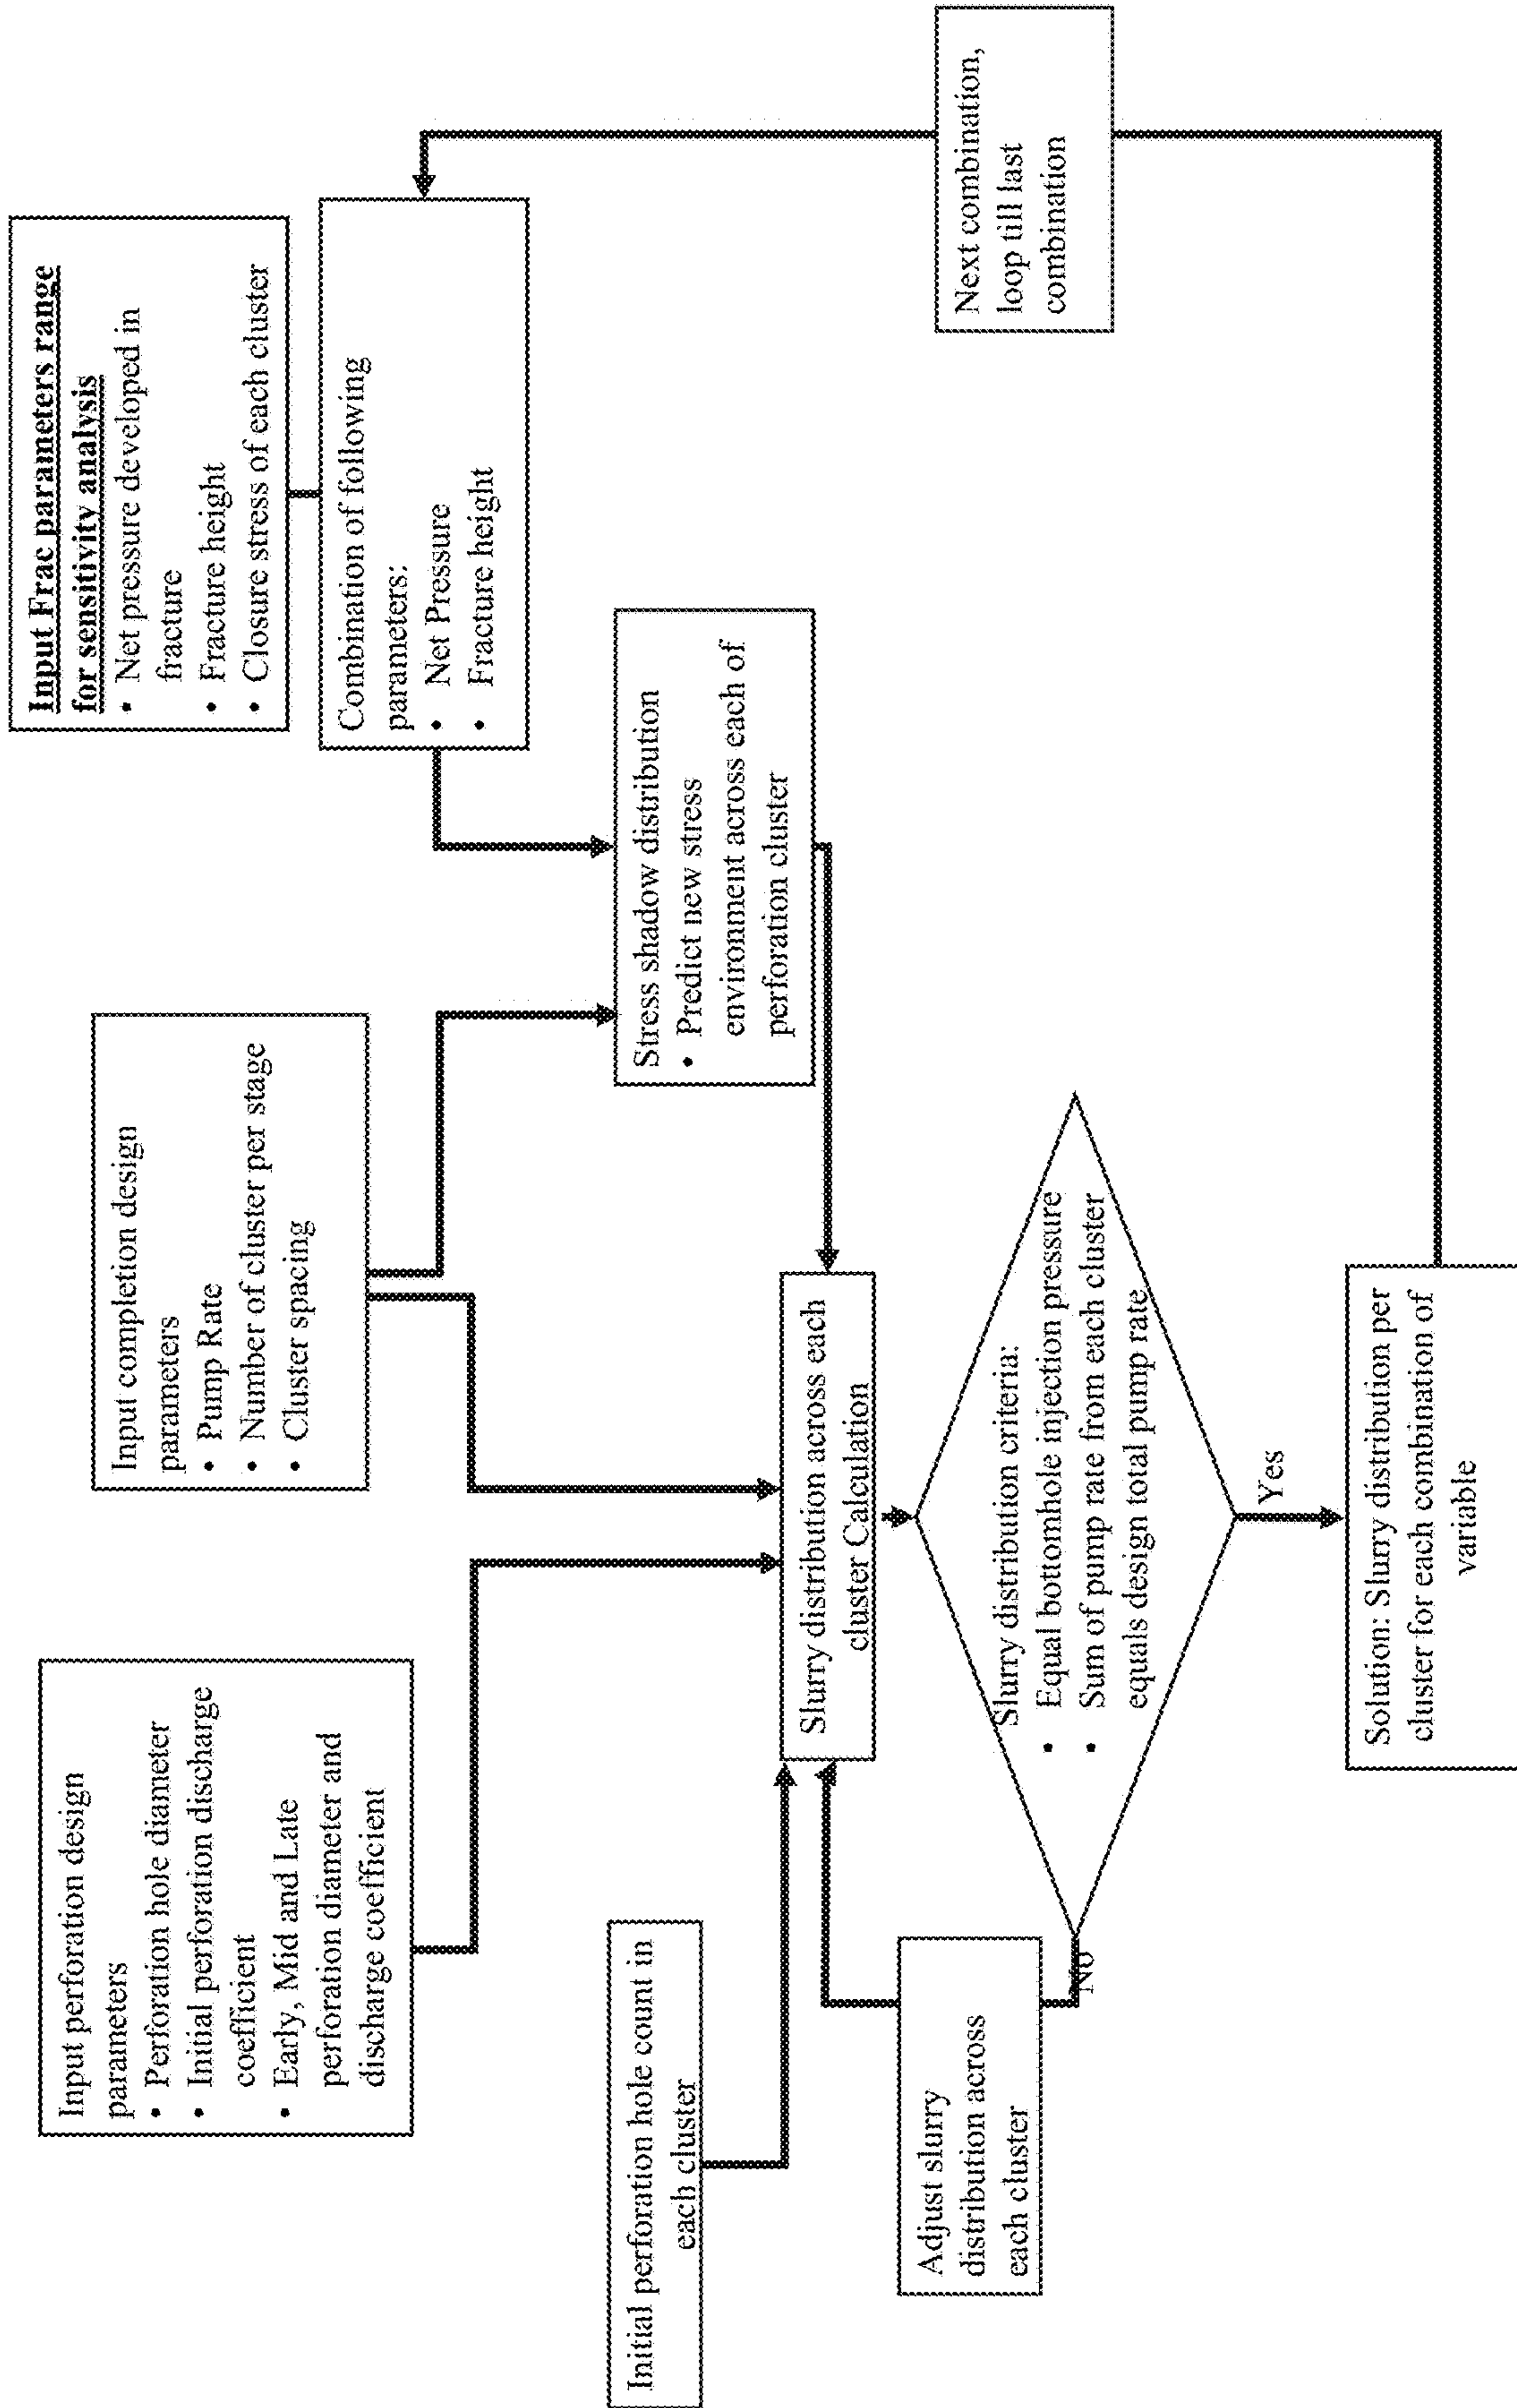 Input perforation design
parameters
• Perforation hole diameter
• Initial perforation discharge
coefficient
• Early, Mid and Late
perforation diameter and
discharge coefficient
Input completion design
parameters
• Pump Rate
• Number of cluster per stage
• Cluster spacing
Input Frac parameters range
for sensitivity analysis
• Net pressure developed in
fracture
• Fracture height
• Closure stress of each cluster
Combination of following
parameters:
• Net Pressure
• Fracture height
Initial perforation hole count in
each cluster
Stress shadow distribution
• Predict new stress
environment across each of
perforation cluster
Slurry distribution across each
cluster Calculation
Adjust slurry
distribution across
each cluster
No
Slurry distribution criteria:
• Equal bottomhole injection pressure
• Sum of pump rate from each cluster
equals design total pump rate
Yes
Next combination,
loop till last
combination
Solution: Slurry distribution per
cluster for each combination of
variable